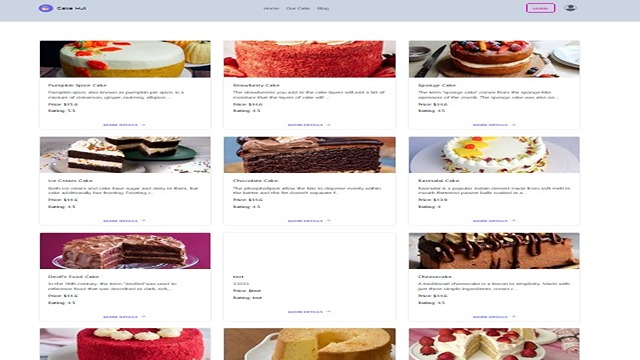 Cake Hut
Home Our Cake Blog
LOGIN
Pumpkin Spice Cake
Pumpkin spice, also known as pumpkin pie spice, is a
mixture of cinnamon, ginger, nutmeg, allspice...
Price: $15.6
Rating: 5.5
MORE DETAILS →
Strawberry Cake
The strawberries you add to the cake layers will add a bit of
moisture that the layers of cake will ...
Price: $14.6
Rating: 4.5
MORE DETAILS →
Sponge Cake
The term "sponge cake" comes from the sponge-like
openness of the crumb. The sponge cake was also on...
Price: $14.6
Rating: 4.5
MORE DETAILS →
Ice Cream Cake
Both ice cream and cake have sugar and dairy in them, but
cake additionally has frosting. Frosting c...
Price: $14.6
Rating: 4.5
MORE DETAILS →
Chocolate Cake
The phospholipids allow the fats to disperse evenly within
the batter and the fat doesn't separate f...
Price: $14.6
Rating: 4.5
MORE DETAILS →
Rasmalai Cake
Rasmalai is a popular Indian dessert made from soft melt in
mouth flattened paneer balls soaked in a...
Price: $13.9
Rating: 4
MORE DETAILS →
Devil's Food Cake
In the 19th century, the term "deviled" was used to
reference food that was described as dark, rich,...
Price: $14.6
Rating: 4.5
MORE DETAILS →
test
33333
Price: $test
Rating: test
MORE DETAILS →
Cheesecake
A traditional cheesecake is a lesson in simplicity. Made with
just three simple ingredients: cream c...
Price: $14.6
Rating: 4.5
MORE DETAILS →